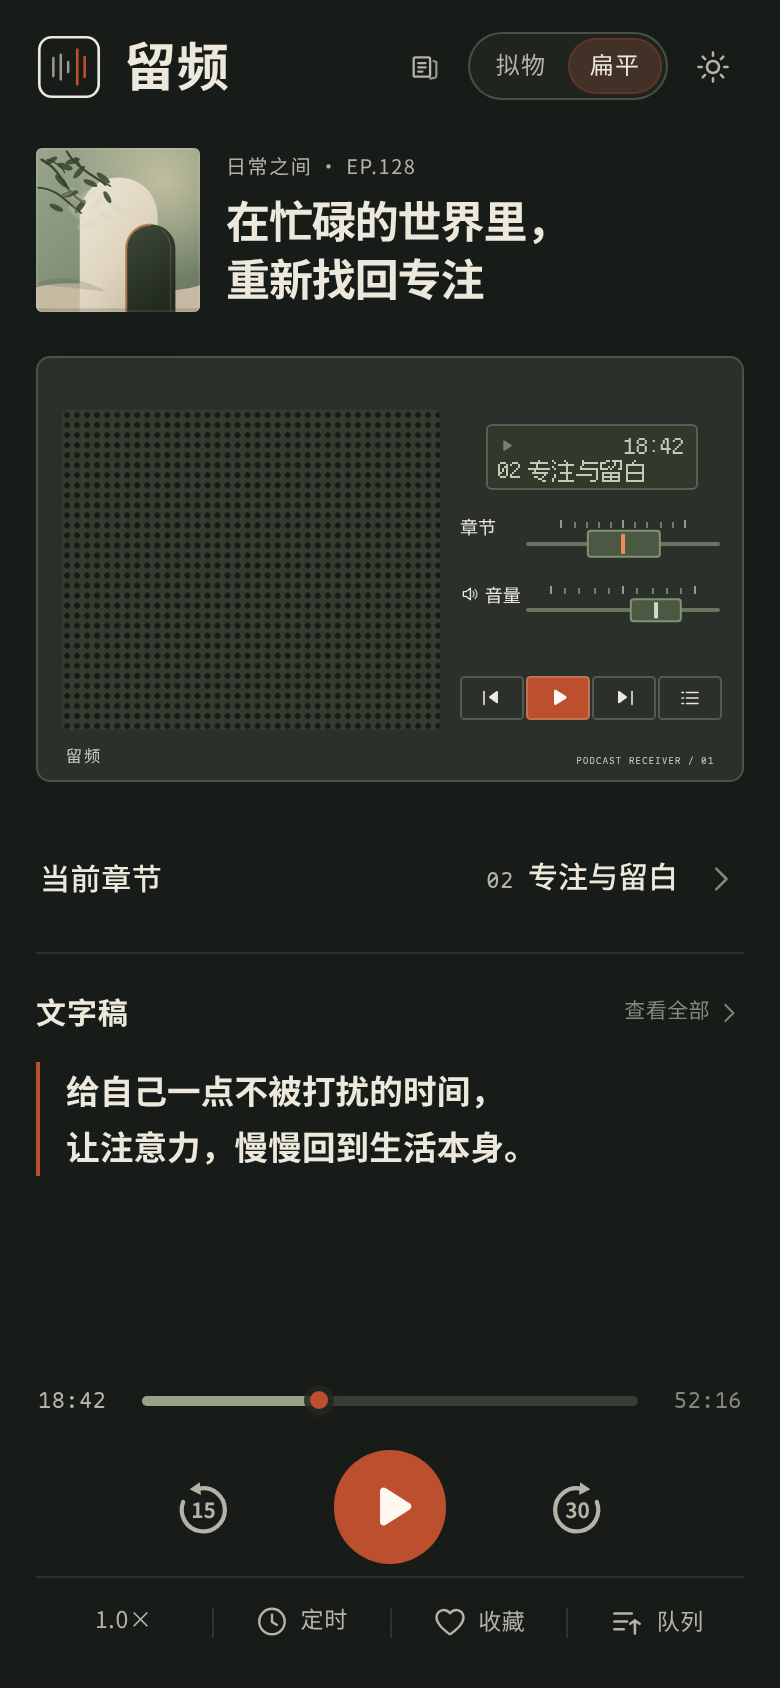 留频
拟物 扁平
日常之间 • EP.128
在忙碌的世界里，
重新找回专注
18:42
02 专注与留白
章节
音量
留频
PODCAST RECEIVER / 01
当前章节 02 专注与留白
文字稿 查看全部
给自己一点不被打扰的时间，
让注意力，慢慢回到生活本身。
18:42 52:16
15 30
1.0× 定时 收藏 队列